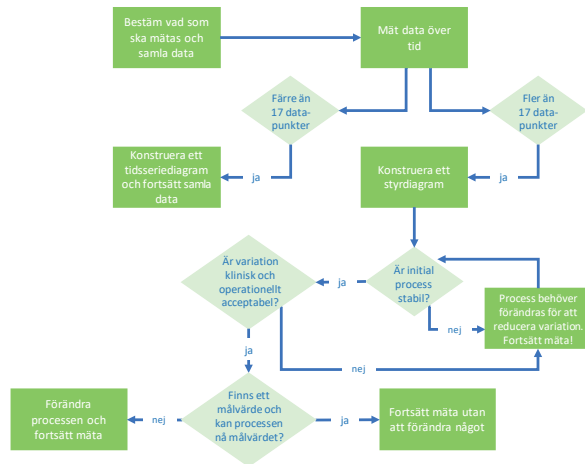 Bestäm vad som
ska mätas och
samla data
Mät data över
tid
Färre än
17 data-
punkter
Fler än
17 data-
punkter
Konstruera ett
tidsseriediagram
och fortsätt samla
data
ja
Konstruera ett
styrdiagram
ja
Är variation
klinisk och
operationellt
acceptabel?
ja
Är initial
process
stabil?
Process behöver
förändras för att
reducera variation.
Fortsätt mäta!
nej
ja
nej
Förändra
processen och
fortsätt mäta
nej
Finns ett
målvärde och
kan processen
nå målvärdet?
ja
Fortsätt mäta utan
att förändra något